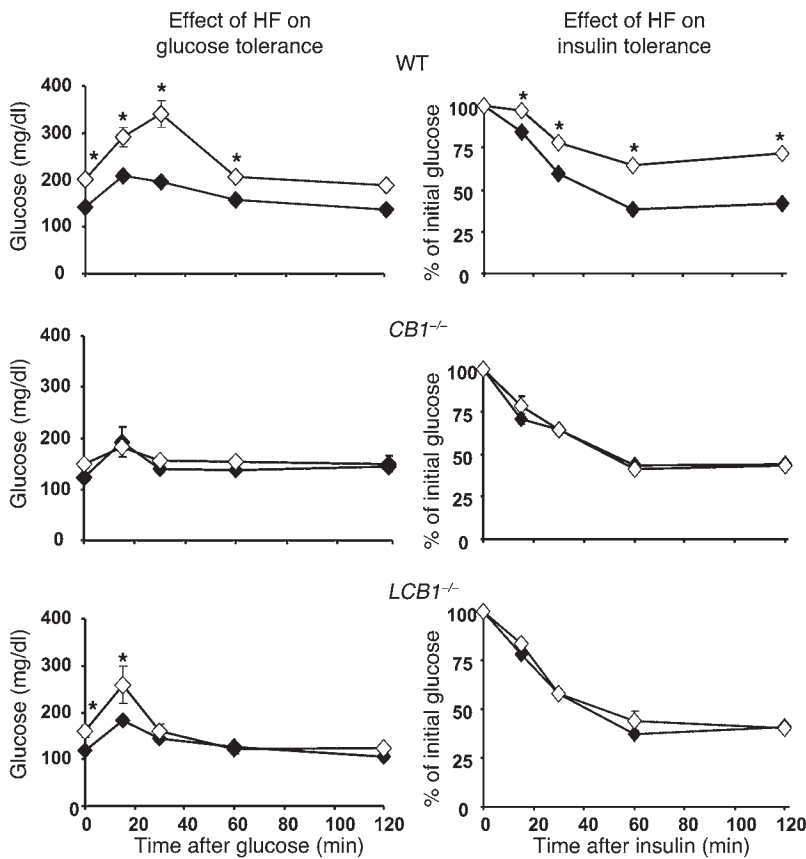 Effect of HF on
glucose tolerance
Effect of HF on
insulin tolerance
WT
Glucose (mg/dl)
400
300
200
100
0
*
*
*
*
% of initial glucose
100
75
50
25
0
*
*
*
*
CB1–/–
Glucose (mg/dl)
400
300
200
100
0
% of initial glucose
100
75
50
25
0
LCB1–/–
Glucose (mg/dl)
400
300
200
100
0
*
*
0 20 40 60 80 100 120
Time after glucose (min)
% of initial glucose
100
75
50
25
0
0 20 40 60 80 100 120
Time after insulin (min)